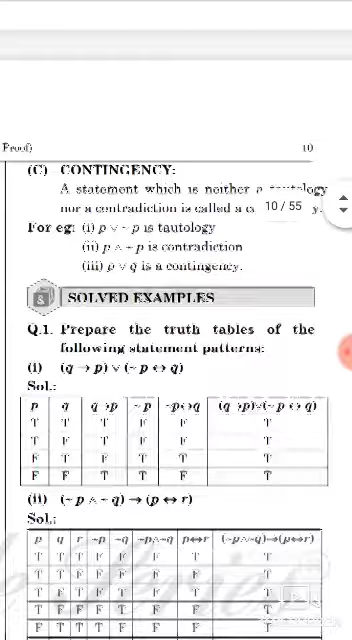 Proof)
10
(C) CONTINGENCY:
A statement which is neither a tautology
nor a contradiction is called a y.
10 / 55
For eg: (i) p ∨ ~ p is tautology
(ii) p ∧ ~ p is contradiction
(iii) p ∨ q is a contingency.
& SOLVED EXAMPLES
Q.1. Prepare the truth tables of the
following statement patterns:
(i) (q → p) ∨ (~ p ↔ q)
Sol.:
p q q→p ~p ~p↔q (q→p)∨(~p↔q)
T T T F F T
T F T F F T
F T F T F T
F F T T F T
(ii) (~ p ∧ ~ q) → (p ↔ r)
Sol.:
p q r ~p ~q ~p∧~q p↔r (~p∧~q)→(p↔r)
T T T F F F T T
T T F F F F F T
T F T F T F T T
T F F F T F F T
F T T T F F F T